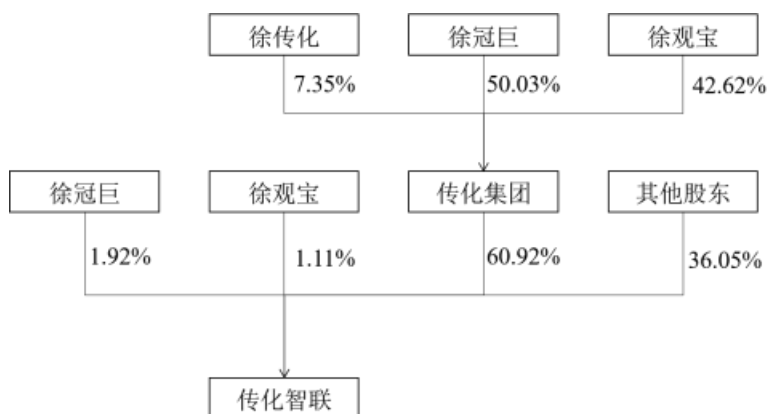 徐传化 徐冠巨 徐观宝
7.35% 50.03% 42.62%
徐冠巨 徐观宝 传化集团 其他股东
1.92% 1.11% 60.92% 36.05%
传化智联